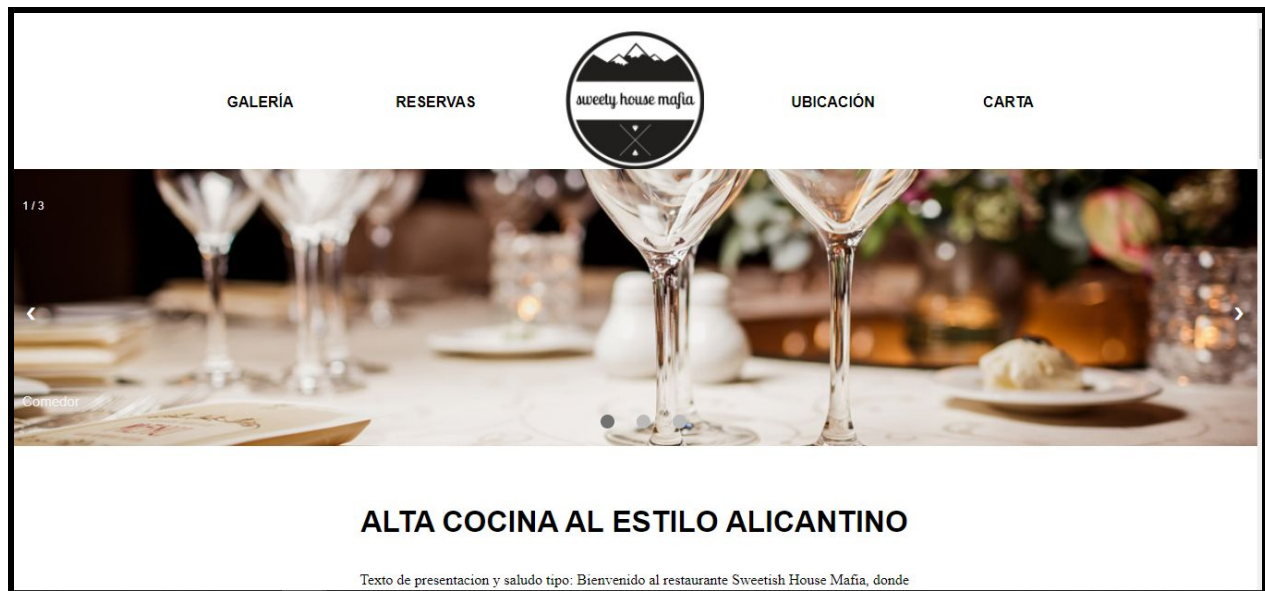 GALERÍA
RESERVAS
sweety house mafia
UBICACIÓN
CARTA
1 / 3
❮
❯
Comedor
ALTA COCINA AL ESTILO ALICANTINO
Texto de presentacion y saludo tipo: Bienvenido al restaurante Sweetish House Mafia, donde